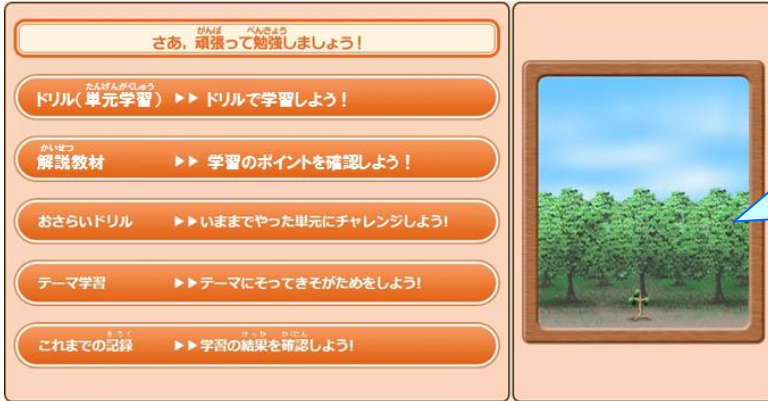 さあ，頑張って勉強しましょう！
ドリル（単元学習） ▶▶ ドリルで学習しよう！
解説教材 ▶▶ 学習のポイントを確認しよう！
おさらいドリル ▶▶いままでやった単元にチャレンジしよう!
テーマ学習 ▶▶テーマにそってきそがためをしよう!
これまでの記録 ▶▶学習の結果を確認しよう!